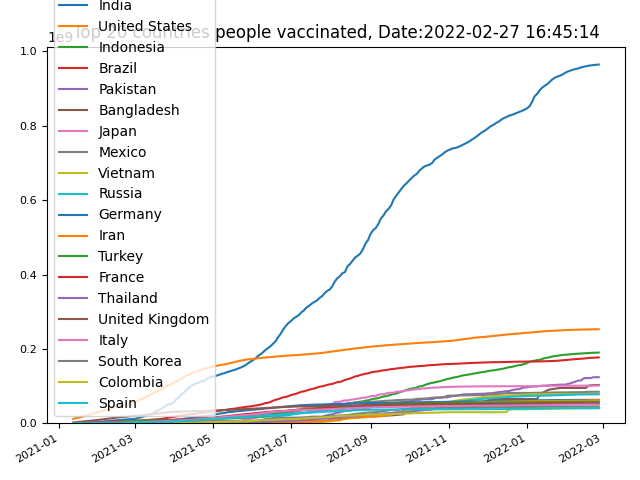 Top 20 countries people vaccinated, Date:2022-02-27 16:45:14
1e9
1.0
0.8
0.6
0.4
0.2
0.0
India
United States
Indonesia
Brazil
Pakistan
Bangladesh
Japan
Mexico
Vietnam
Russia
Germany
Iran
Turkey
France
Thailand
United Kingdom
Italy
South Korea
Colombia
Spain
2021-01
2021-03
2021-05
2021-07
2021-09
2021-11
2022-01
2022-03